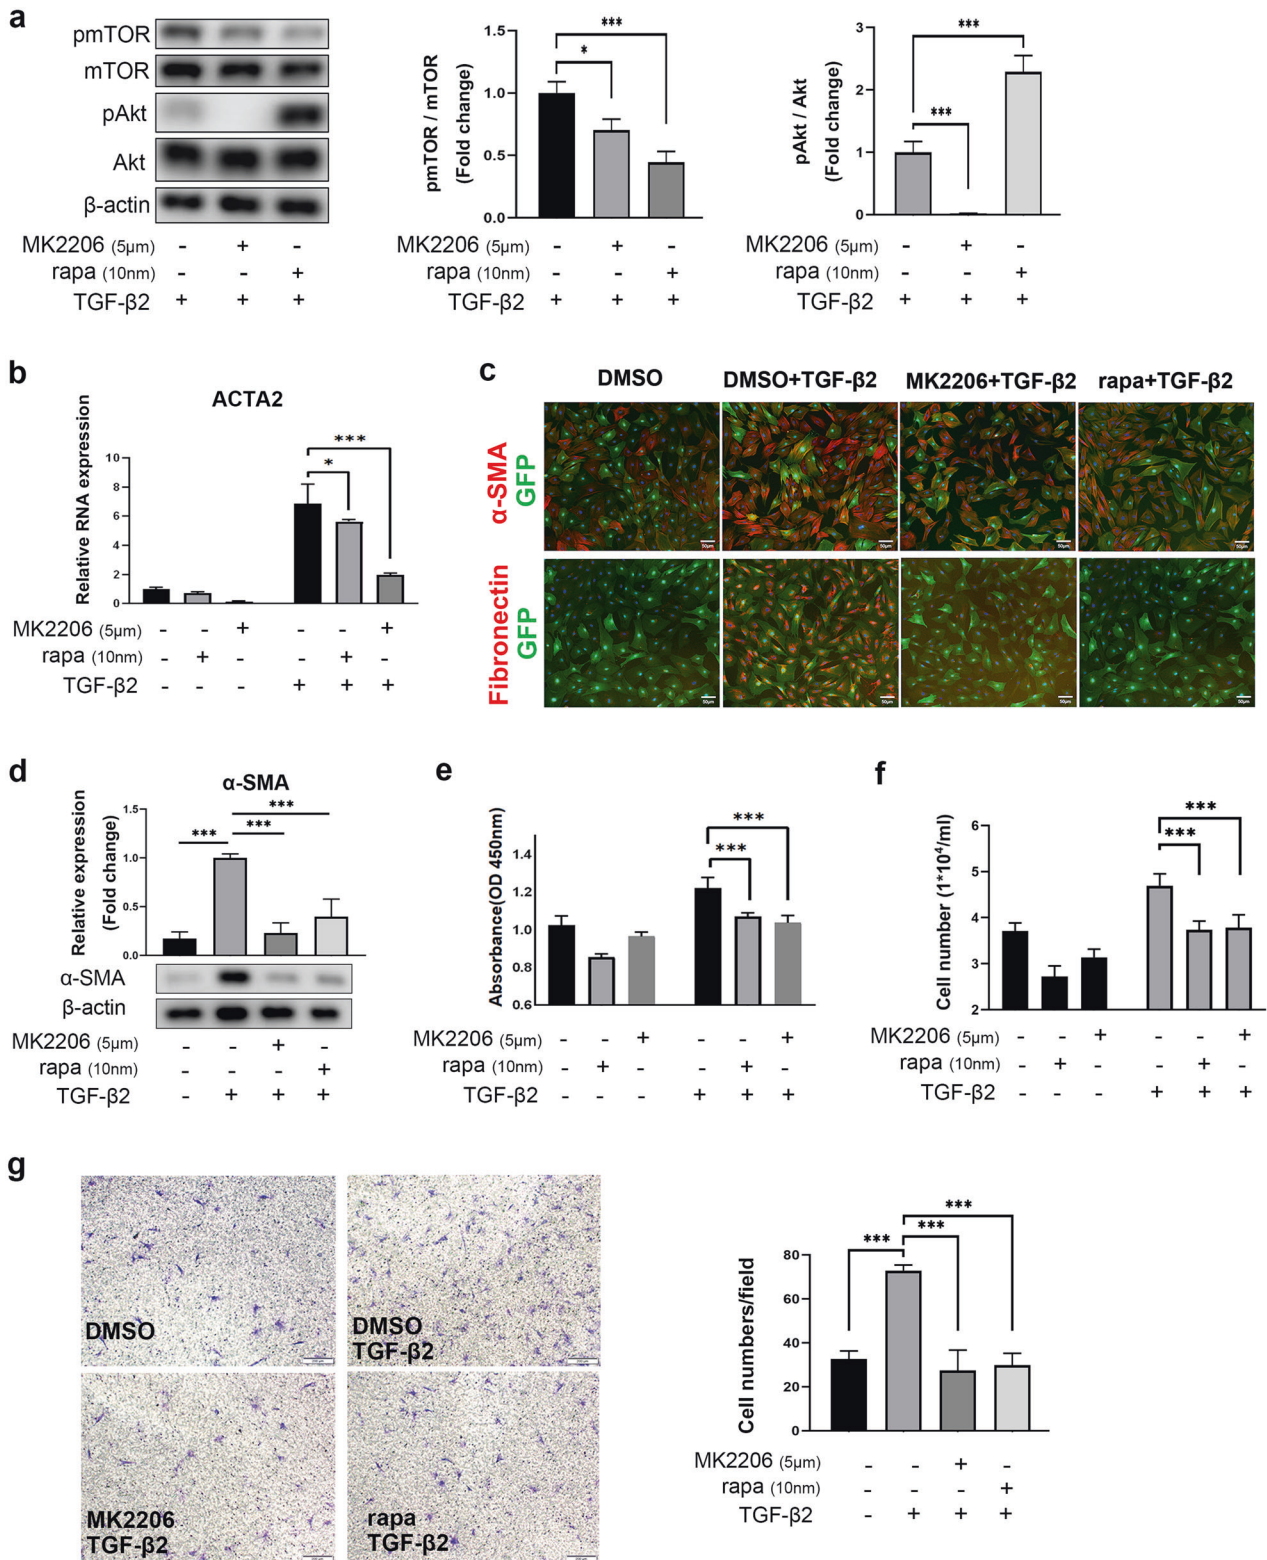 a
pmTOR
mTOR
pAkt
Akt
β-actin
MK2206 (5μm) - + -
rapa (10nm) - - +
TGF-β2 + + +
pmTOR / mTOR
(Fold change)
1.5
1.0
0.5
0.0
*
***
MK2206 (5μm) - + -
rapa (10nm) - - +
TGF-β2 + + +
pAkt / Akt
(Fold change)
3
2
1
0
***
***
MK2206 (5μm) - + -
rapa (10nm) - - +
TGF-β2 + + +
b
ACTA2
Relative RNA expression
10
8
6
4
2
0
***
*
MK2206 (5μm) - - + - - +
rapa (10nm) - + - - + -
TGF-β2 - - - + + +
c
DMSO DMSO+TGF-β2 MK2206+TGF-β2 rapa+TGF-β2
α-SMA
GFP
50μm 50μm 50μm 50μm
Fibronectin
GFP
50μm 50μm 50μm 50μm
d
α-SMA
Relative expression
(Fold change)
1.5
1.0
0.5
0.0
***
***
***
α-SMA
β-actin
MK2206 (5μm) - - + -
rapa (10nm) - - - +
TGF-β2 - + + +
e
Absorbance(OD 450nm)
1.4
1.2
1.0
0.8
0.6
***
***
MK2206 (5μm) - - + - - +
rapa (10nm) - + - - + -
TGF-β2 - - - + + +
f
Cell number (1*10⁴/ml)
6
5
4
3
2
***
***
MK2206 (5μm) - - + - - +
rapa (10nm) - + - - + -
TGF-β2 - - - + + +
g
DMSO
DMSO
TGF-β2
MK2206
TGF-β2
rapa
TGF-β2
Cell numbers/field
80
60
40
20
0
***
***
***
MK2206 (5μm) - - + -
rapa (10nm) - - - +
TGF-β2 - + + +